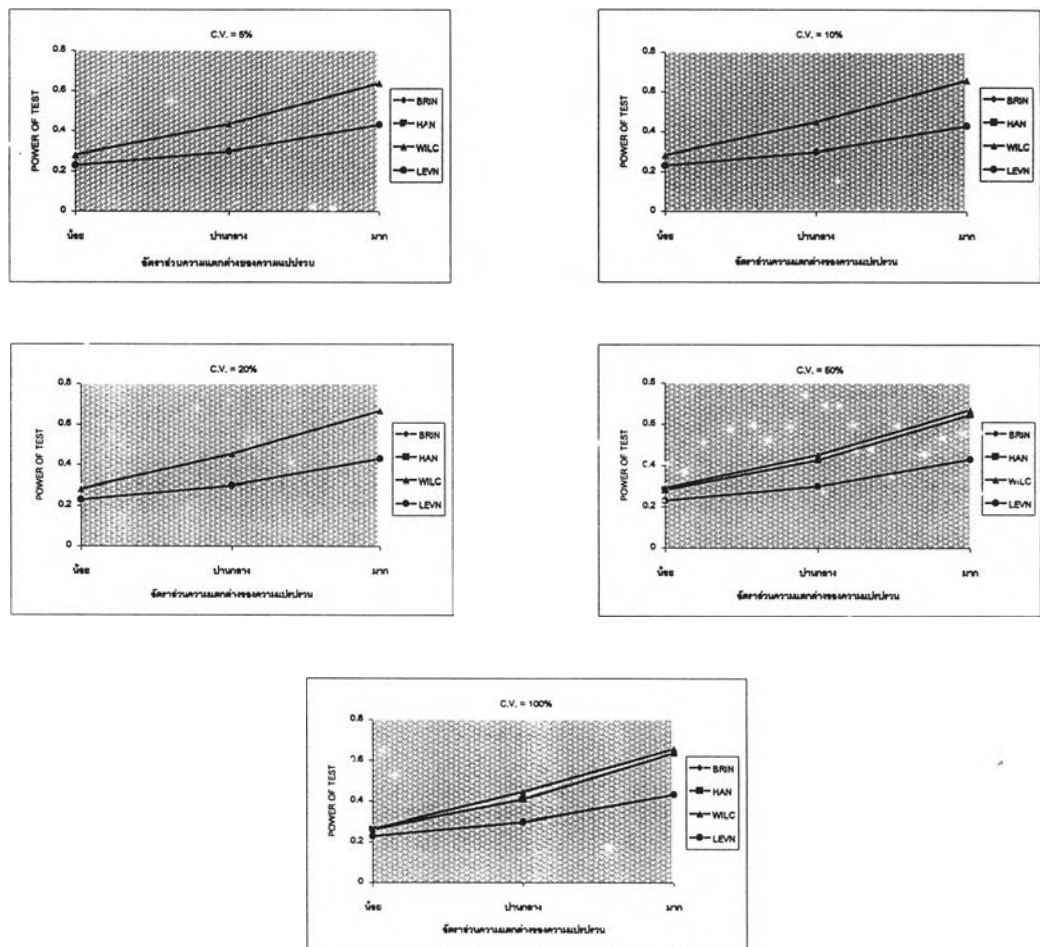 C.V. = 5%
POWER OF TEST
0.8
0.6
0.4
0.2
0
น้อย
ปานกลาง
มาก
อัตราส่วนความแตกต่างของความแปรปรวน
BRIN
HAN
WILC
LEVN
C.V. = 10%
POWER OF TEST
0.8
0.6
0.4
0.2
0
น้อย
ปานกลาง
มาก
อัตราส่วนความแตกต่างของความแปรปรวน
BRIN
HAN
WILC
LEVN
C.V. = 20%
POWER OF TEST
0.8
0.6
0.4
0.2
0
น้อย
ปานกลาง
มาก
อัตราส่วนความแตกต่างของความแปรปรวน
BRIN
HAN
WILC
LEVN
C.V. = 50%
POWER OF TEST
0.8
0.6
0.4
0.2
0
น้อย
ปานกลาง
มาก
อัตราส่วนความแตกต่างของความแปรปรวน
BRIN
HAN
WILC
LEVN
C.V. = 100%
POWER OF TEST
0.8
0.6
0.4
0.2
0
น้อย
ปานกลาง
มาก
อัตราส่วนความแตกต่างของความแปรปรวน
BRIN
HAN
WILC
LEVN